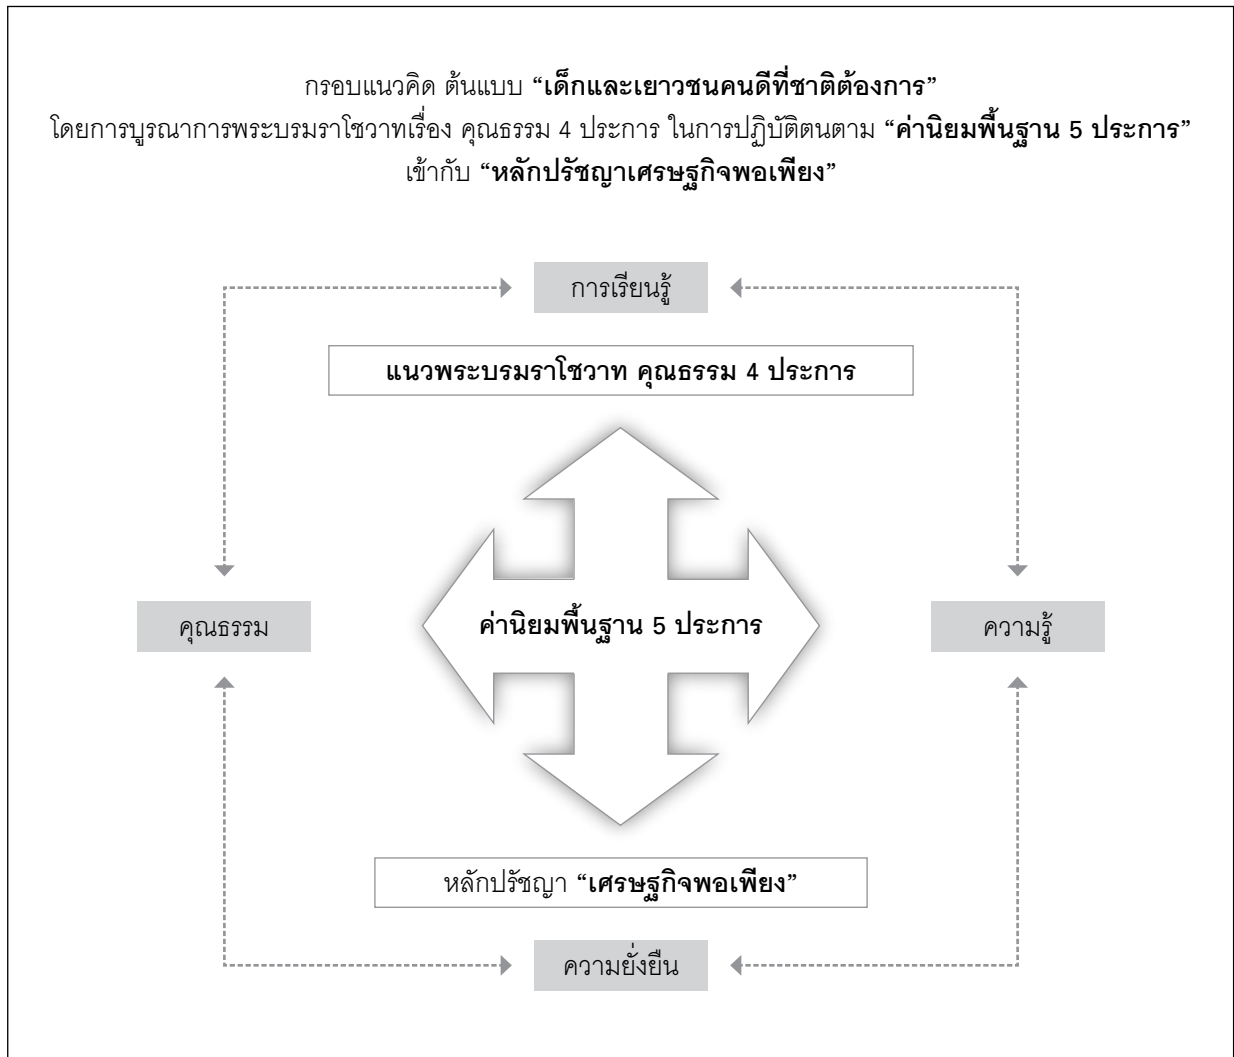 กรอบแนวคิด ต้นแบบ “เด็กและเยาวชนคนดีที่ชาติต้องการ”
โดยการบูรณาการพระบรมราโชวาทเรื่อง คุณธรรม 4 ประการ ในการปฏิบัติตนตาม “ค่านิยมพื้นฐาน 5 ประการ”
เข้ากับ “หลักปรัชญาเศรษฐกิจพอเพียง”
การเรียนรู้
แนวพระบรมราโชวาท คุณธรรม 4 ประการ
คุณธรรม
ค่านิยมพื้นฐาน 5 ประการ
ความรู้
หลักปรัชญา “เศรษฐกิจพอเพียง”
ความยั่งยืน